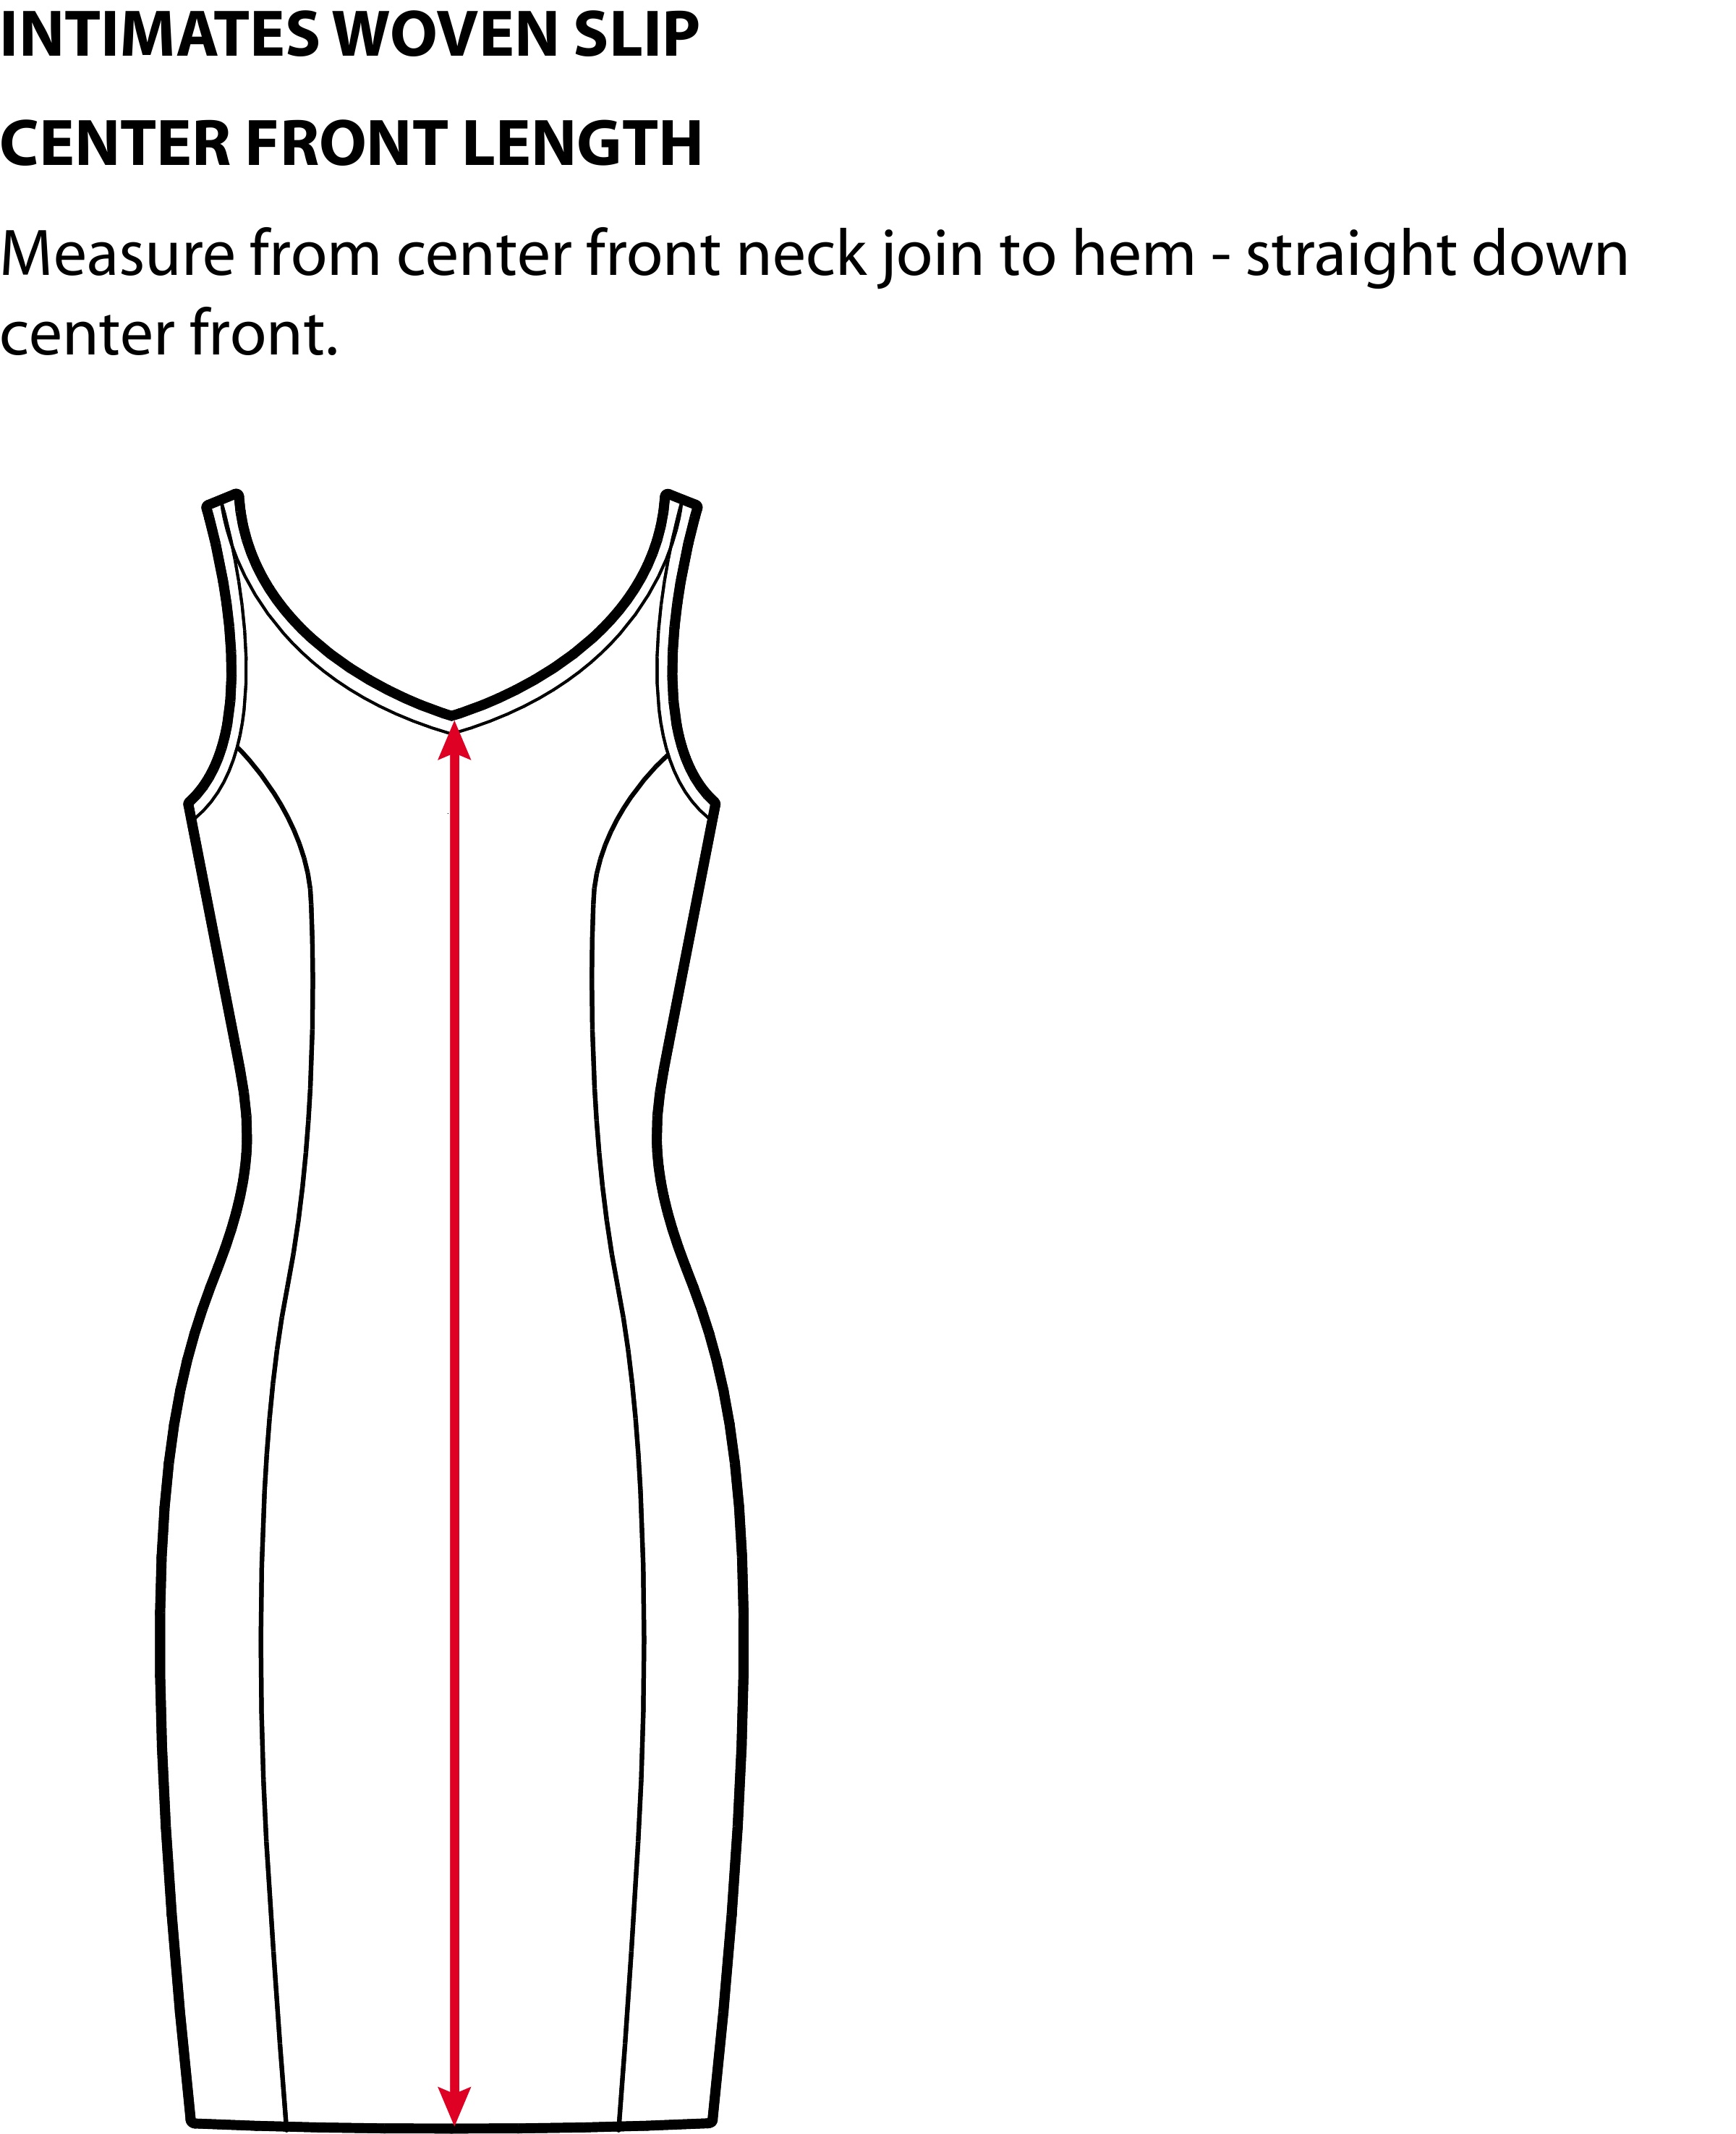 INTIMATES WOVEN SLIP
CENTER FRONT LENGTH
Measure from center front neck join to hem - straight down
center front.